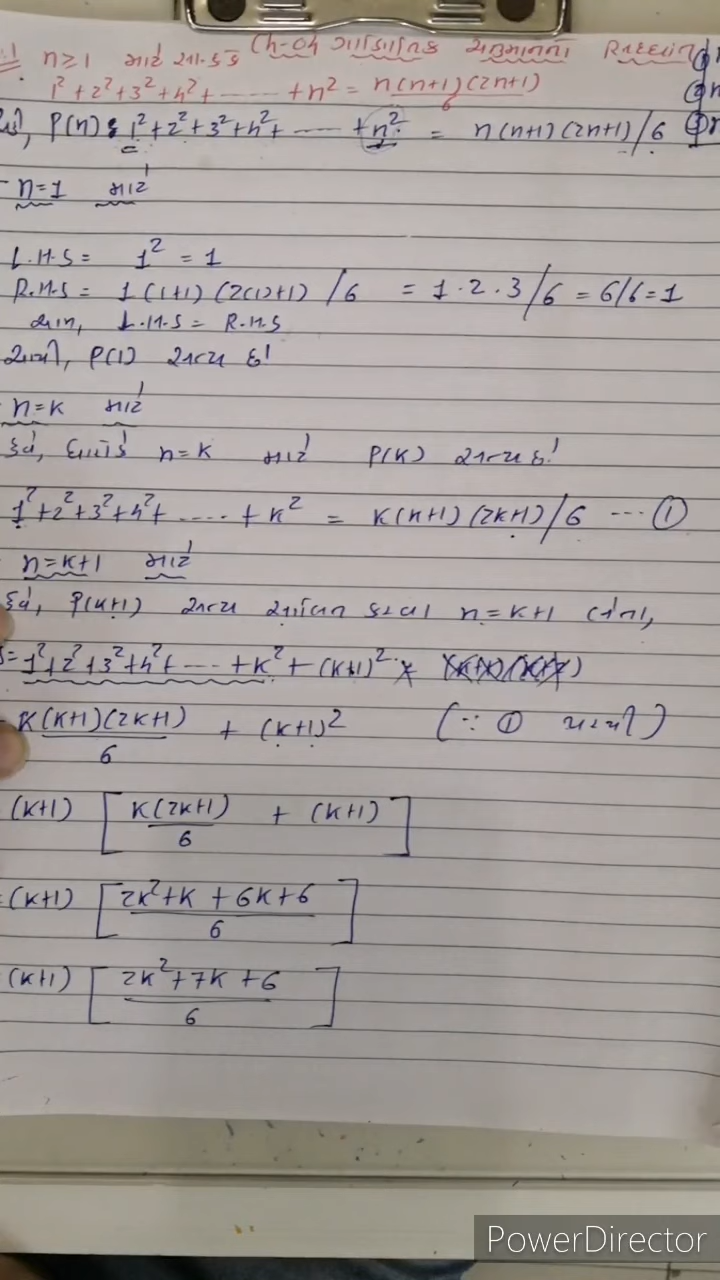 n≥1 માટે સા.ક.કે Ch-04 ગાણિતિક અનુમાનનો
1²+2²+3²+4²+ ------ +n² = n(n+1)(2n+1)/6
P(n): 1²+2²+3²+4²+ ---- +n² = n(n+1)(2n+1)/6
n=1 માટે
L.H.S = 1² = 1
R.H.S = 1(1+1)(2(1)+1)/6 = 1·2·3/6 = 6/6=1
આમ, L.H.S = R.H.S
આથી, P(1) સત્ય છે.
n=k માટે
ધારો કે n=k માટે P(k) સત્ય છે.
1²+2²+3²+4²+ ----- +k² = k(k+1)(2k+1)/6 --- ①
n=k+1 માટે
હવે, P(k+1) સત્ય સાબિત કરવા n=k+1 લેતાં,
= 1²+2²+3²+4²+ ---- +k²+(k+1)²
k(k+1)(2k+1)/6 + (k+1)² (∵ ① પરથી)
(k+1) [ k(2k+1)/6 + (k+1) ]
= (k+1) [ 2k²+k+6k+6/6 ]
(k+1) [ 2k²+7k+6/6 ]
PowerDirector